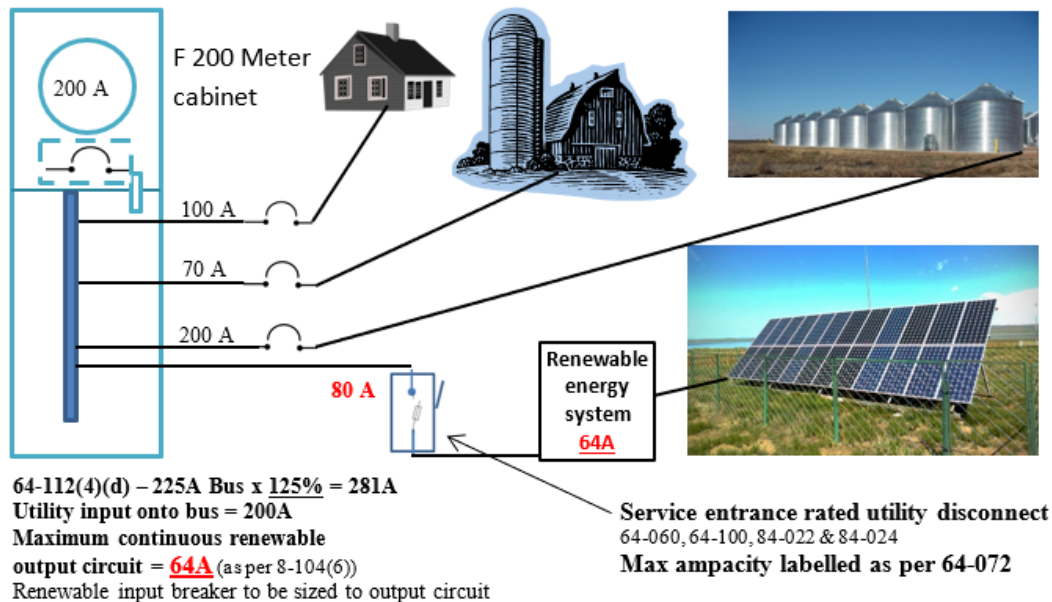 F 200 Meter
cabinet
200 A
100 A
70 A
200 A
80 A
Renewable
energy
system
64A
64-112(4)(d) – 225A Bus x 125% = 281A
Utility input onto bus = 200A
Maximum continuous renewable
output circuit = 64A (as per 8-104(6))
Renewable input breaker to be sized to output circuit
Service entrance rated utility disconnect
64-060, 64-100, 84-022 & 84-024
Max ampacity labelled as per 64-072